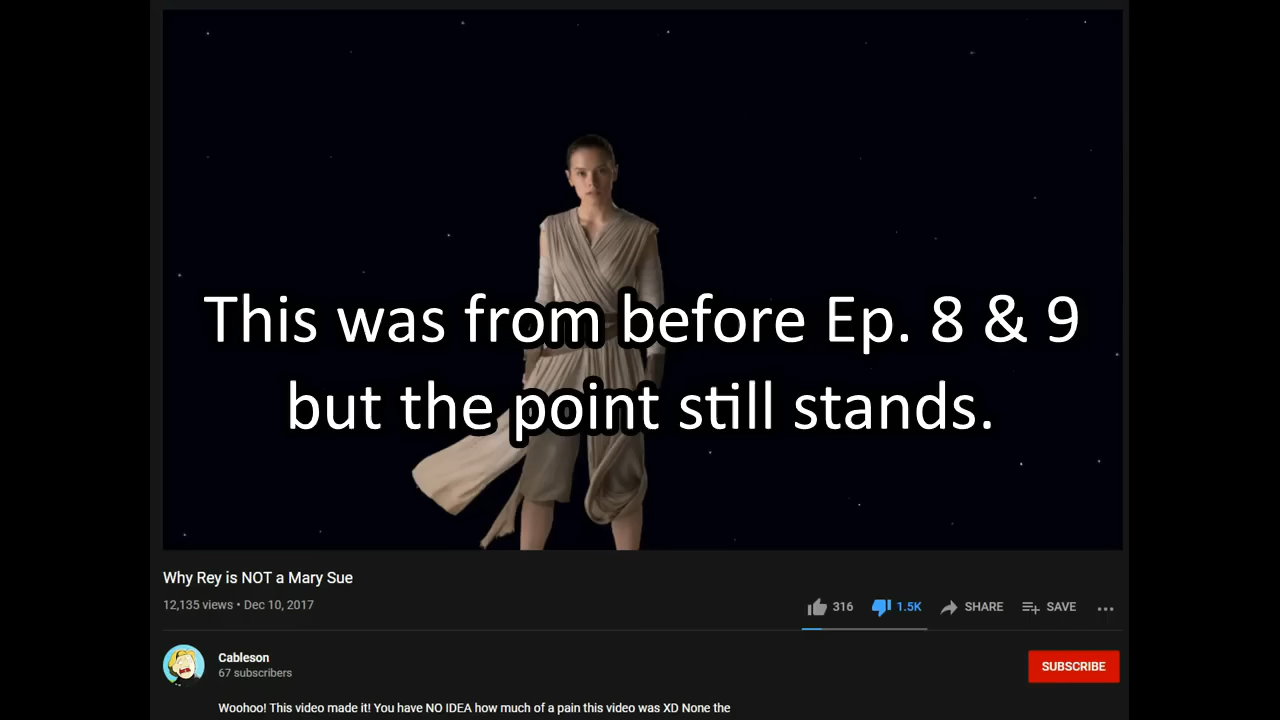 This was from before Ep. 8 & 9
but the point still stands.
Why Rey is NOT a Mary Sue
12,135 views • Dec 10, 2017
316
1.5K
SHARE
SAVE
Cableson
67 subscribers
SUBSCRIBE
Woohoo! This video made it! You have NO IDEA how much of a pain this video was XD None the